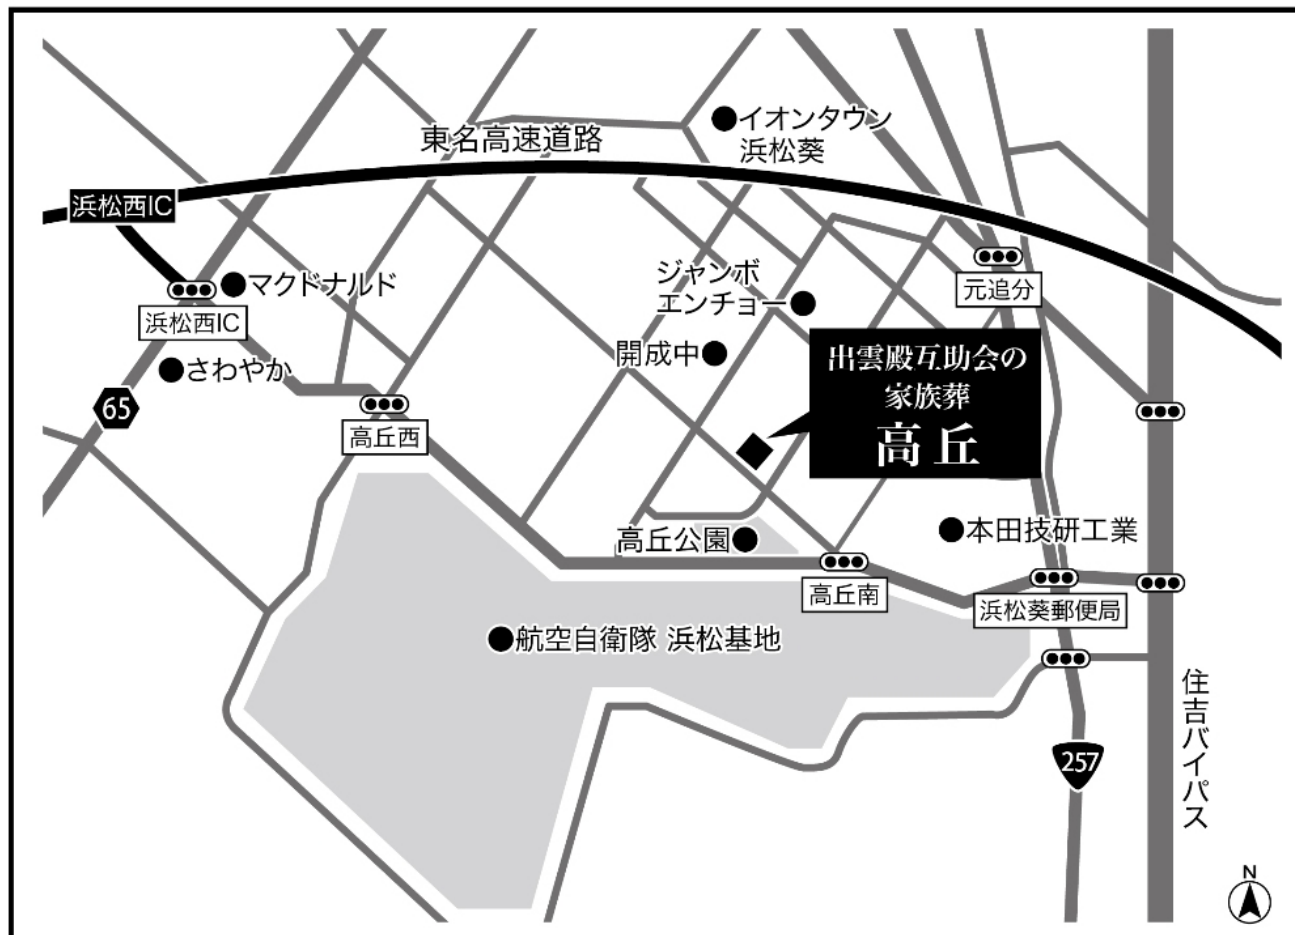 イオンタウン
浜松葵
東名高速道路
浜松西IC
ジャンボ
エンチョー
マクドナルド
元追分
浜松西IC
開成中
出雲殿互助会の
家族葬
高丘
さわやか
65
高丘西
本田技研工業
高丘公園
高丘南
浜松葵郵便局
航空自衛隊 浜松基地
住吉バイパス
257
N